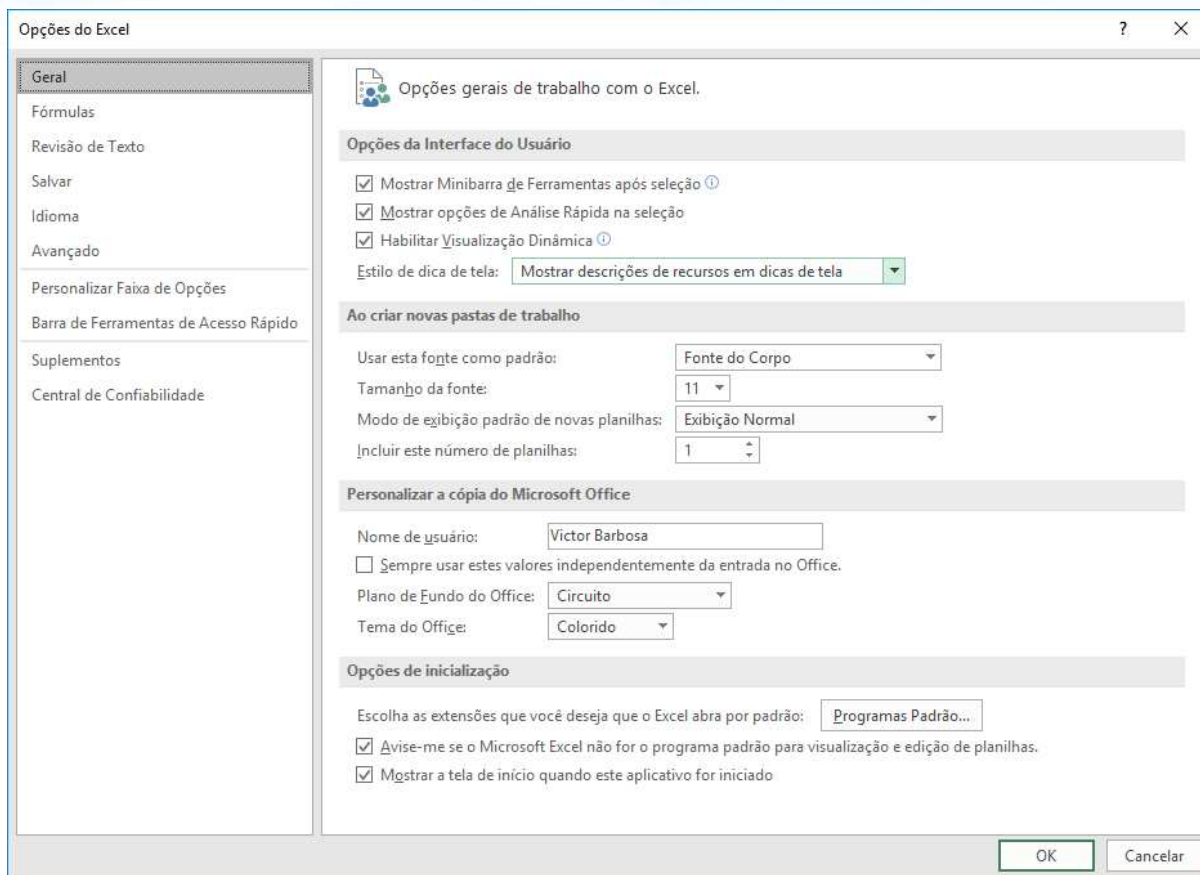 Opções do Excel
?
Geral
Fórmulas
Revisão de Texto
Salvar
Idioma
Avançado
Personalizar Faixa de Opções
Barra de Ferramentas de Acesso Rápido
Suplementos
Central de Confiabilidade
Opções gerais de trabalho com o Excel.
Opções da Interface do Usuário
Mostrar Minibarra de Ferramentas após seleção
Mostrar opções de Análise Rápida na seleção
Habilitar Visualização Dinâmica
Estilo de dica de tela: Mostrar descrições de recursos em dicas de tela
Ao criar novas pastas de trabalho
Usar esta fonte como padrão: Fonte do Corpo
Tamanho da fonte: 11
Modo de exibição padrão de novas planilhas: Exibição Normal
Incluir este número de planilhas: 1
Personalizar a cópia do Microsoft Office
Nome de usuário: Victor Barbosa
Sempre usar estes valores independentemente da entrada no Office.
Plano de Fundo do Office: Circuito
Tema do Office: Colorido
Opções de inicialização
Escolha as extensões que você deseja que o Excel abra por padrão: Programas Padrão...
Avise-me se o Microsoft Excel não for o programa padrão para visualização e edição de planilhas.
Mostrar a tela de início quando este aplicativo for iniciado
OK Cancelar